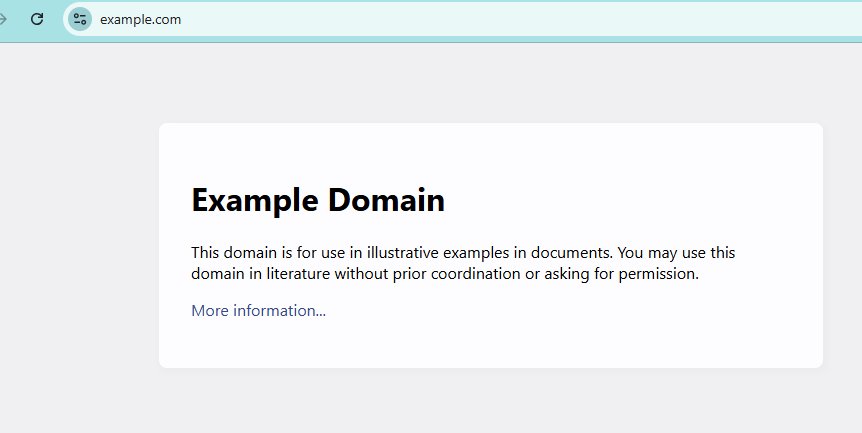 example.com
Example Domain
This domain is for use in illustrative examples in documents. You may use this
domain in literature without prior coordination or asking for permission.
More information...